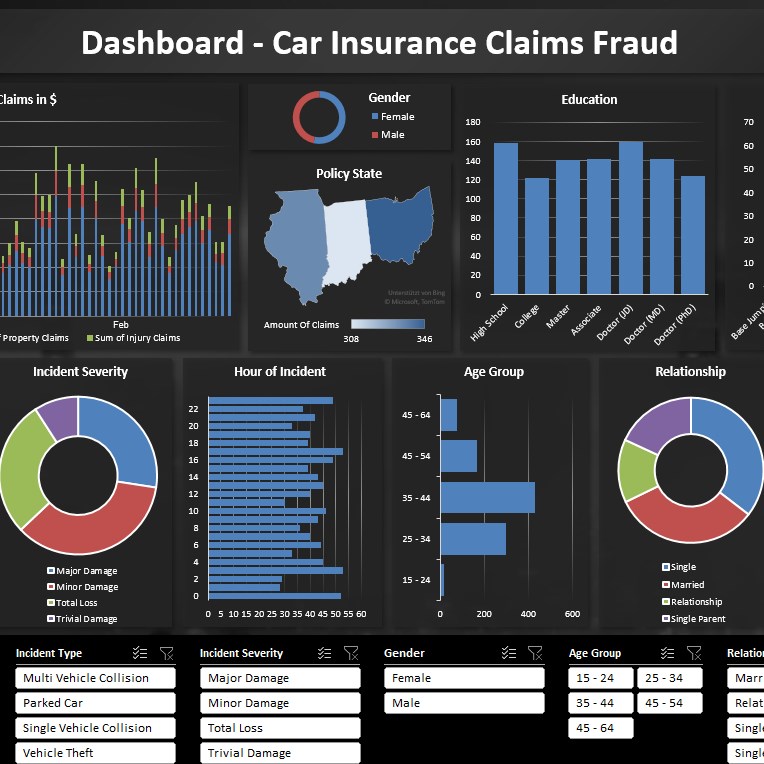 Dashboard - Car Insurance Claims Fraud
Claims in $
Feb
Property Claims
Sum of Injury Claims
Gender
Female
Male
Policy State
Unterstützt von Bing
© Microsoft, TomTom
Amount Of Claims
308
346
Education
180
160
140
120
100
80
60
40
20
0
High School
College
Master
Associate
Doctor (JD)
Doctor (MD)
Doctor (PhD)
70
60
50
40
30
20
10
0
Incident Severity
Major Damage
Minor Damage
Total Loss
Trivial Damage
Hour of Incident
22
20
18
16
14
12
10
8
6
4
2
0
0 5 10 15 20 25 30 35 40 45 50 55 60
Age Group
45 - 64
45 - 54
35 - 44
25 - 34
15 - 24
0 200 400 600
Relationship
Single
Married
Relationship
Single Parent
Incident Type
Multi Vehicle Collision
Parked Car
Single Vehicle Collision
Vehicle Theft
Incident Severity
Major Damage
Minor Damage
Total Loss
Trivial Damage
Gender
Female
Male
Age Group
15 - 24 25 - 34
35 - 44 45 - 54
45 - 64
Relation
Marr
Relat
Single
Single